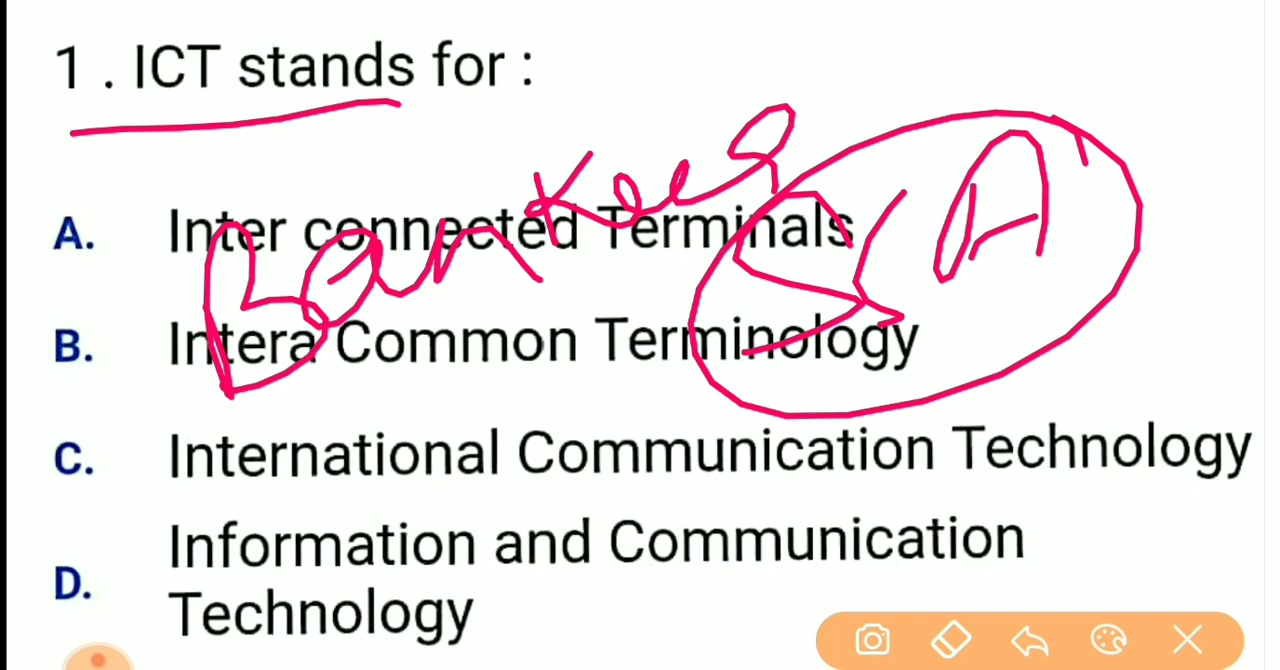 1 . ICT stands for :
A. Inter connected Terminals
B. Intera Common Terminology
C. International Communication Technology
D. Information and Communication
Technology